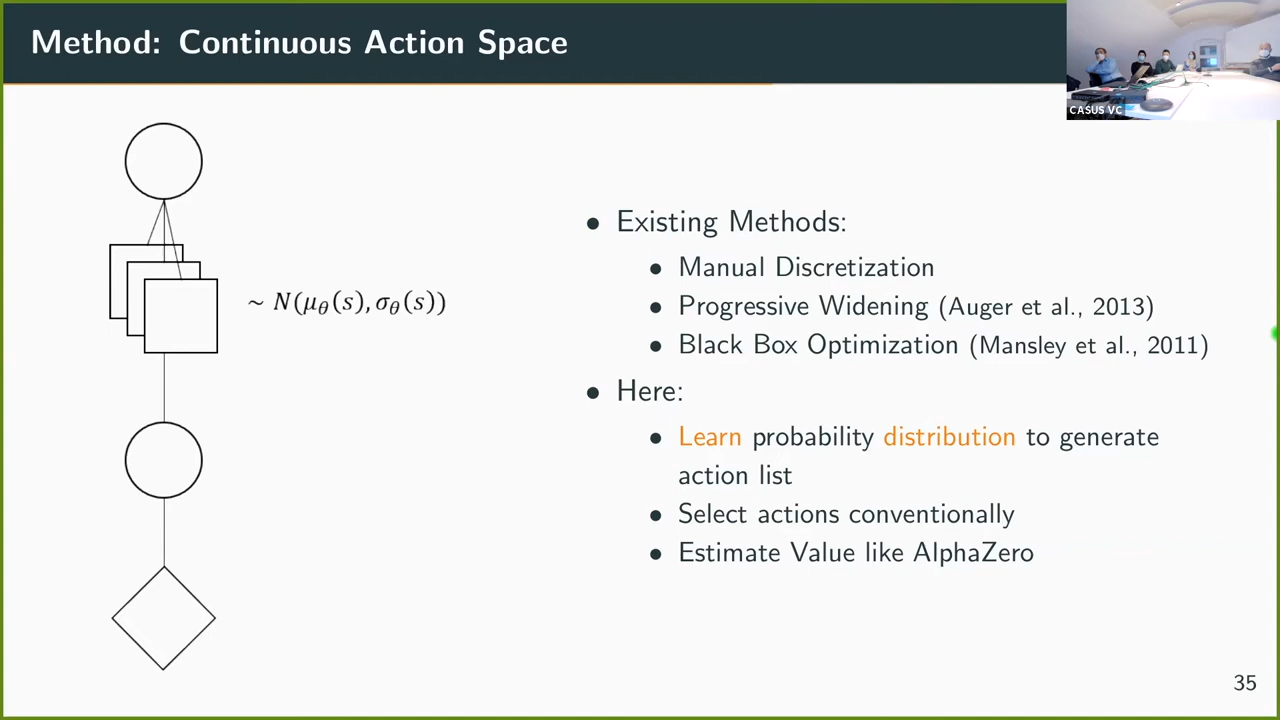 Method: Continuous Action Space
CASUS VC
∼ N(μθ(s), σθ(s))
• Existing Methods:
• Manual Discretization
• Progressive Widening (Auger et al., 2013)
• Black Box Optimization (Mansley et al., 2011)
• Here:
• Learn probability distribution to generate
action list
• Select actions conventionally
• Estimate Value like AlphaZero
35